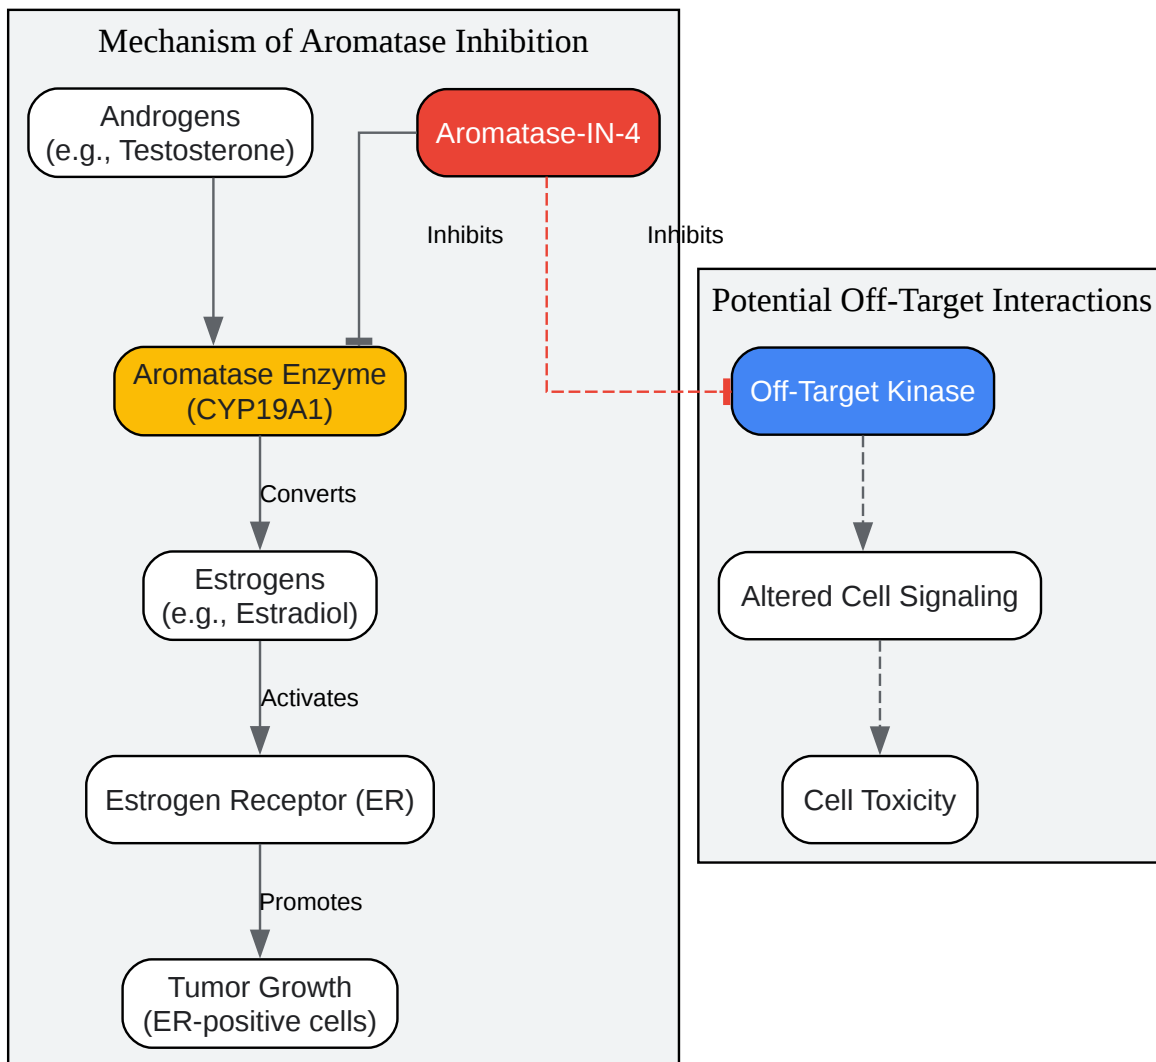 Mechanism of Aromatase Inhibition
Androgens
(e.g., Testosterone)
Aromatase-IN-4
Inhibits
Inhibits
Potential Off-Target Interactions
Aromatase Enzyme
(CYP19A1)
Off-Target Kinase
Converts
Estrogens
(e.g., Estradiol)
Altered Cell Signaling
Activates
Estrogen Receptor (ER)
Cell Toxicity
Promotes
Tumor Growth
(ER-positive cells)